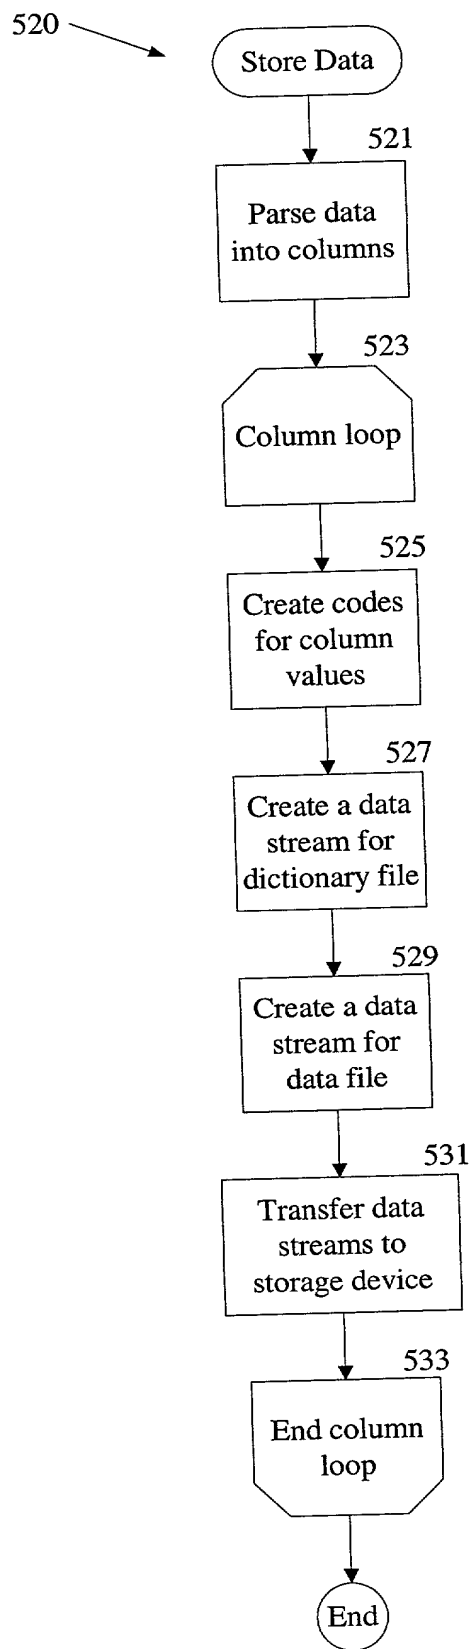 520
Store Data
521
Parse data
into columns
523
Column loop
525
Create codes
for column
values
527
Create a data
stream for
dictionary file
529
Create a data
stream for
data file
531
Transfer data
streams to
storage device
533
End column
loop
End